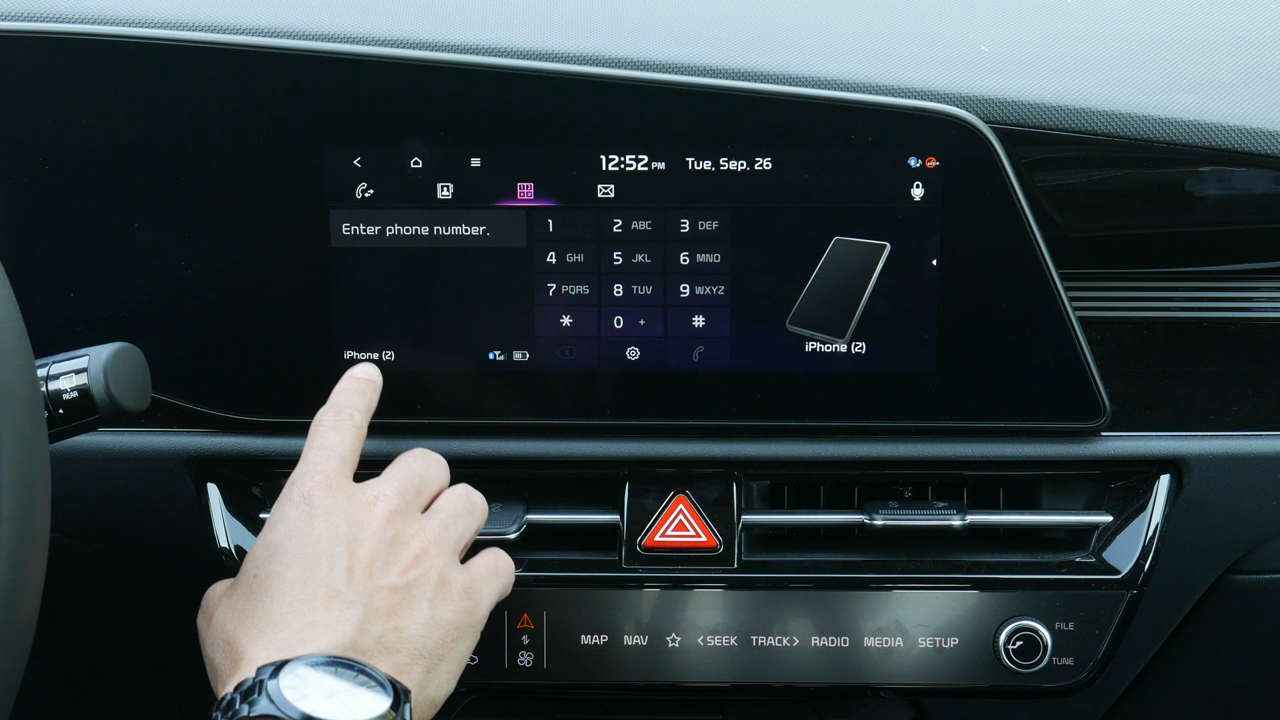 12:52 PM Tue, Sep. 26
Enter phone number.
1 2 ABC 3 DEF
4 GHI 5 JKL 6 MNO
7 PQRS 8 TUV 9 WXYZ
* 0 + #
iPhone (2)
iPhone (2)
REAR
MAP NAV ☆ <SEEK TRACK> RADIO MEDIA SETUP
FILE
TUNE